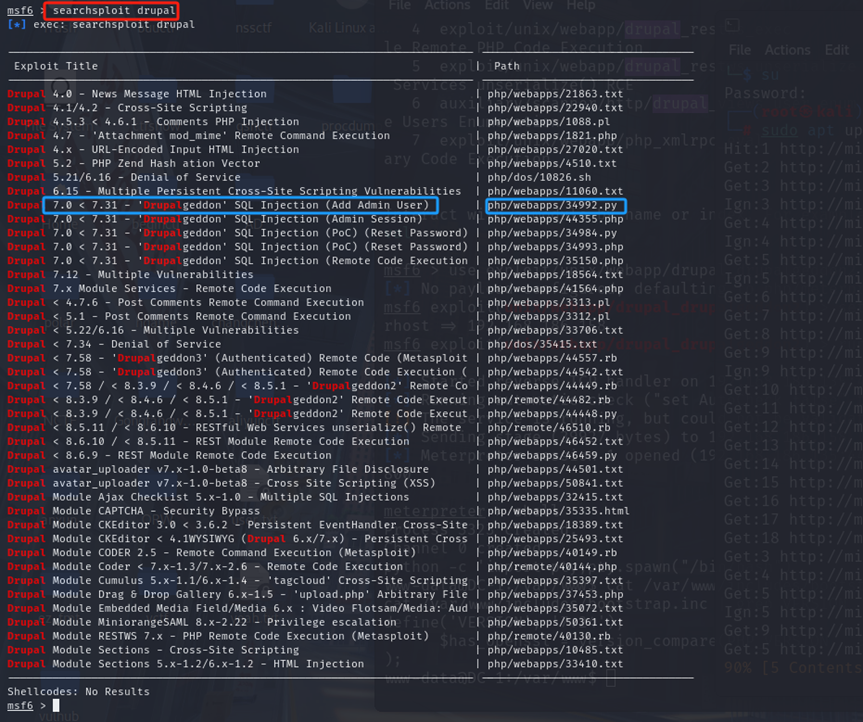 msf6 > searchsploit drupal
[*] exec: searchsploit drupal
Exploit Title | Path
Drupal 4.0 - News Message HTML Injection | php/webapps/21863.txt
Drupal 4.1/4.2 - Cross-Site Scripting | php/webapps/22940.txt
Drupal 4.5.3 < 4.6.1 - Comments PHP Injection | php/webapps/1088.pl
Drupal 4.7 - 'Attachment mod_mime' Remote Command Execution | php/webapps/1821.php
Drupal 4.x - URL-Encoded Input HTML Injection | php/webapps/27020.txt
Drupal 5.2 - PHP Zend Hash ation Vector | php/webapps/4510.txt
Drupal 5.21/6.16 - Denial of Service | php/dos/10826.sh
Drupal 6.15 - Multiple Persistent Cross-Site Scripting Vulnerabilities | php/webapps/11060.txt
Drupal 7.0 < 7.31 - 'Drupalgeddon' SQL Injection (Add Admin User) | php/webapps/34992.py
Drupal 7.0 < 7.31 - 'Drupalgeddon' SQL Injection (Admin Session) | php/webapps/44355.php
Drupal 7.0 < 7.31 - 'Drupalgeddon' SQL Injection (PoC) (Reset Password) | php/webapps/34984.py
Drupal 7.0 < 7.31 - 'Drupalgeddon' SQL Injection (PoC) (Reset Password) | php/webapps/34993.php
Drupal 7.0 < 7.31 - 'Drupalgeddon' SQL Injection (Remote Code Execution | php/webapps/35150.php
Drupal 7.12 - Multiple Vulnerabilities | php/webapps/18564.txt
Drupal 7.x Module Services - Remote Code Execution | php/webapps/41564.php
Drupal < 4.7.6 - Post Comments Remote Command Execution | php/webapps/3313.pl
Drupal < 5.1 - Post Comments Remote Command Execution | php/webapps/3312.pl
Drupal < 5.22/6.16 - Multiple Vulnerabilities | php/webapps/33706.txt
Drupal < 7.34 - Denial of Service | php/dos/35415.txt
Drupal < 7.58 - 'Drupalgeddon3' (Authenticated) Remote Code (Metasploit | php/webapps/44557.rb
Drupal < 7.58 - 'Drupalgeddon3' (Authenticated) Remote Code Execution ( | php/webapps/44542.txt
Drupal < 7.58 / < 8.3.9 / < 8.4.6 / < 8.5.1 - 'Drupalgeddon2' Remote | php/webapps/44449.rb
Drupal < 8.3.9 / < 8.4.6 / < 8.5.1 - 'Drupalgeddon2' Remote Code Execut | php/remote/44482.rb
Drupal < 8.3.9 / < 8.4.6 / < 8.5.1 - 'Drupalgeddon2' Remote Code Execut | php/webapps/44448.py
Drupal < 8.5.11 / < 8.6.10 - RESTful Web Services unserialize() Remote | php/remote/46510.rb
Drupal < 8.6.10 / < 8.5.11 - REST Module Remote Code Execution | php/webapps/46452.txt
Drupal < 8.6.9 - REST Module Remote Code Execution | php/webapps/46459.py
Drupal avatar_uploader v7.x-1.0-beta8 - Arbitrary File Disclosure | php/webapps/44501.txt
Drupal avatar_uploader v7.x-1.0-beta8 - Cross Site Scripting (XSS) | php/webapps/50841.txt
Drupal Module Ajax Checklist 5.x-1.0 - Multiple SQL Injections | php/webapps/32415.txt
Drupal Module CAPTCHA - Security Bypass | php/webapps/35335.html
Drupal Module CKEditor 3.0 < 3.6.2 - Persistent EventHandler Cross-Site | php/webapps/18389.txt
Drupal Module CKEditor < 4.1WYSIWYG (Drupal 6.x/7.x) - Persistent Cross | php/webapps/25493.txt
Drupal Module CODER 2.5 - Remote Command Execution (Metasploit) | php/webapps/40149.rb
Drupal Module Coder < 7.x-1.3/7.x-2.6 - Remote Code Execution | php/remote/40144.php
Drupal Module Cumulus 5.x-1.1/6.x-1.4 - 'tagcloud' Cross-Site Scripting | php/webapps/35397.txt
Drupal Module Drag & Drop Gallery 6.x-1.5 - 'upload.php' Arbitrary File | php/webapps/37453.php
Drupal Module Embedded Media Field/Media 6.x : Video Flotsam/Media: Aud | php/webapps/35072.txt
Drupal Module MiniorangeSAML 8.x-2.22 - Privilege escalation | php/webapps/50361.txt
Drupal Module RESTWS 7.x - PHP Remote Code Execution (Metasploit) | php/remote/40130.rb
Drupal Module Sections - Cross-Site Scripting | php/webapps/10485.txt
Drupal Module Sections 5.x-1.2/6.x-1.2 - HTML Injection | php/webapps/33410.txt
Shellcodes: No Results
msf6 >